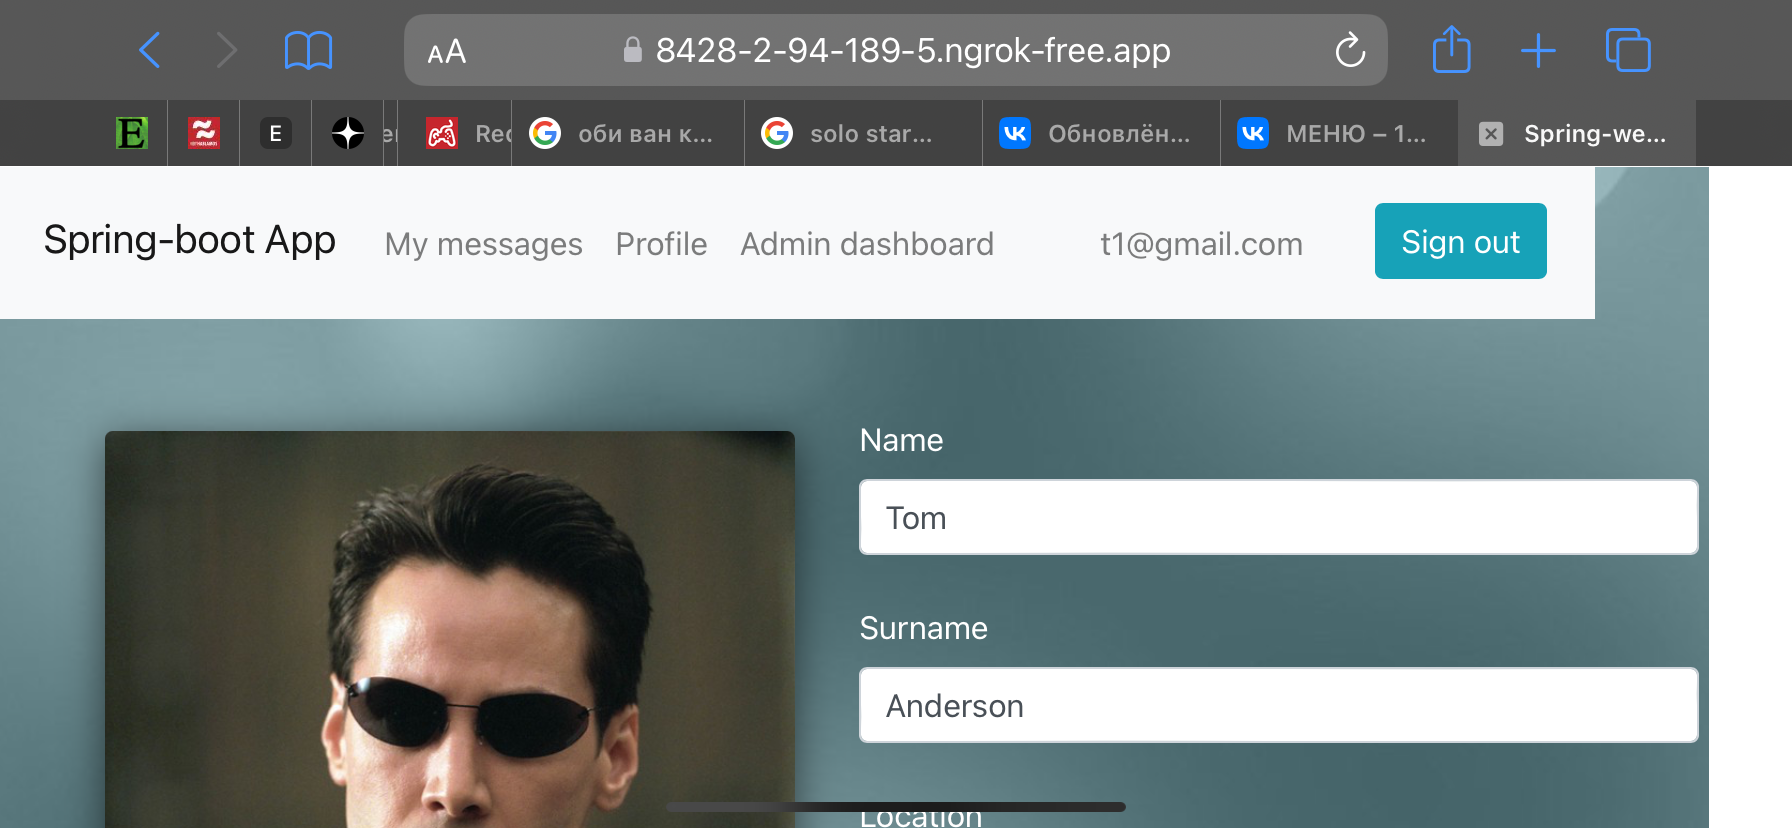 AA 8428-2-94-189-5.ngrok-free.app
E E Rec оби ван к... solo star... Обновлён... МЕНЮ – 1... Spring-we...
Spring-boot App My messages Profile Admin dashboard t1@gmail.com Sign out
Name
Tom
Surname
Anderson
Location